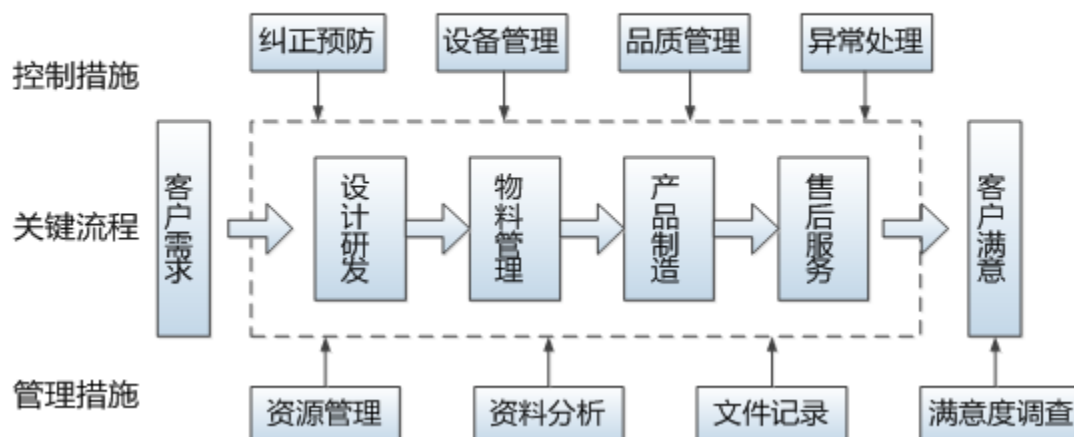 纠正预防
设备管理
品质管理
异常处理
控制措施
关键流程
客户需求
设计研发
物料管理
产品制造
售后服务
客户满意
管理措施
资源管理
资料分析
文件记录
满意度调查